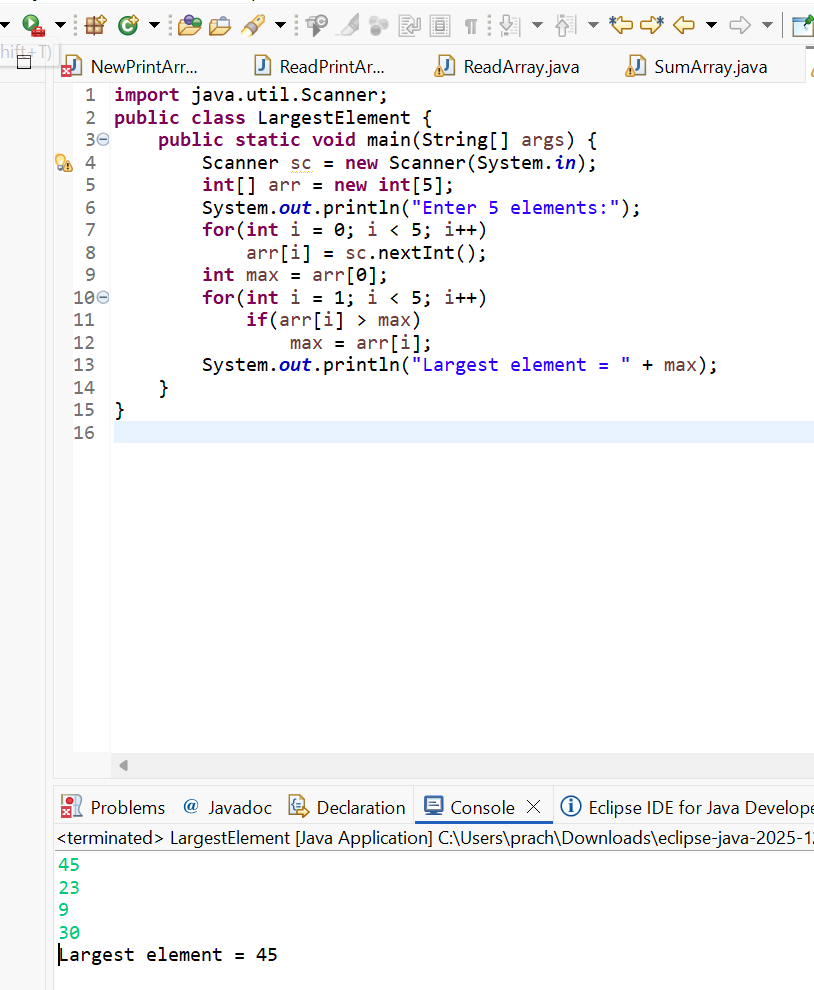 hift+T)
NewPrintArr...
ReadPrintAr...
ReadArray.java
SumArray.java
1 import java.util.Scanner;
2 public class LargestElement {
3 public static void main(String[] args) {
4 Scanner sc = new Scanner(System.in);
5 int[] arr = new int[5];
6 System.out.println("Enter 5 elements:");
7 for(int i = 0; i < 5; i++)
8 arr[i] = sc.nextInt();
9 int max = arr[0];
10 for(int i = 1; i < 5; i++)
11 if(arr[i] > max)
12 max = arr[i];
13 System.out.println("Largest element = " + max);
14 }
15 }
16
Problems @ Javadoc Declaration Console Eclipse IDE for Java Develope
<terminated> LargestElement [Java Application] C:\Users\prach\Downloads\eclipse-java-2025-12
45
23
9
30
Largest element = 45